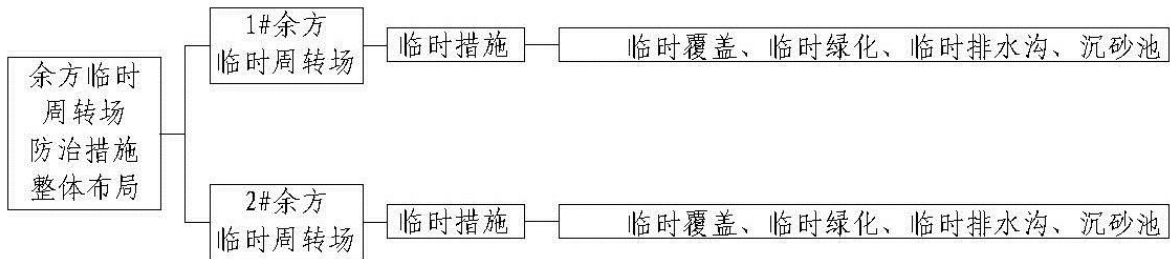 余方临时
周转场
防治措施
整体布局
1#余方
临时周转场
临时措施
临时覆盖、临时绿化、临时排水沟、沉砂池
2#余方
临时周转场
临时措施
临时覆盖、临时绿化、临时排水沟、沉砂池